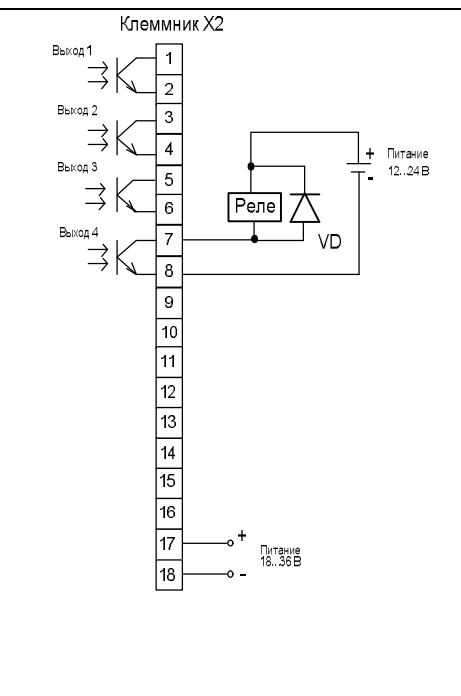 Клеммник X2
Выход 1
1
2
Выход 2
3
4
Выход 3
5
6
Выход 4
7
8
Реле
VD
+
-
Питание
12...24 В
9
10
11
12
13
14
15
16
17
18
+
-
Питание
18...36 В